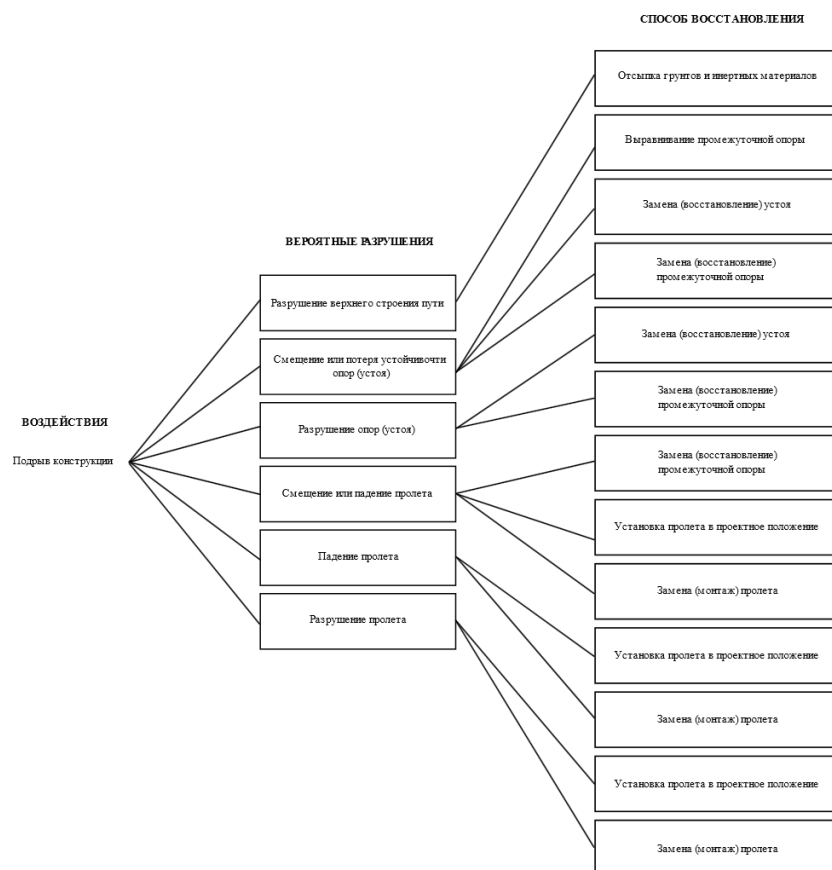 СПОСОБ ВОССТАНОВЛЕНИЯ
Отсыпка грунтов и инертных материалов
Выравнивание промежуточной опоры
Замена (восстановление) устоя
Замена (восстановление)
промежуточной опоры
Замена (восстановление) устоя
Замена (восстановление)
промежуточной опоры
Замена (восстановление)
промежуточной опоры
Установка пролета в проектное положение
Замена (монтаж) пролета
Установка пролета в проектное положение
Замена (монтаж) пролета
Установка пролета в проектное положение
Замена (монтаж) пролета
ВЕРОЯТНЫЕ РАЗРУШЕНИЯ
Разрушение верхнего строения пути
Смещение или потеря устойчивочти
опор (устоя)
Разрушение опор (устоя)
Смещение или падение пролета
Падение пролета
Разрушение пролета
ВОЗДЕЙСТВИЯ
Подрыв конструкции